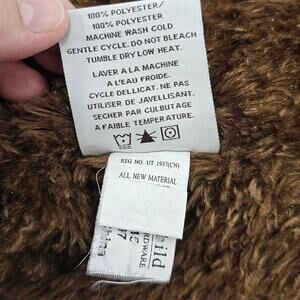 100% POLYESTER/
100% POLYESTER
MACHINE WASH COLD
GENTLE CYCLE. DO NOT BLEACH
TUMBLE DRY LOW HEAT.
LAVER A LA MACHINE
A L'EAU FROIDE.
CYCLE DELLICAT. NE PAS
UTILISER DE JAVELLISANT.
SECHER PAR CULBUTAGE
A FAIBLE TEMPERATURE.
REG NO. UT 1937(CN)
ALL NEW MATERIAL
ild
RDWARE